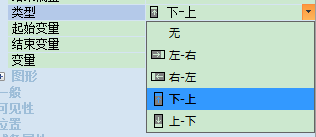 类型 下-上
起始变量 无
结束变量 左-右
变量 右-左
图形 下-上
一般
可见性 上-下
位置